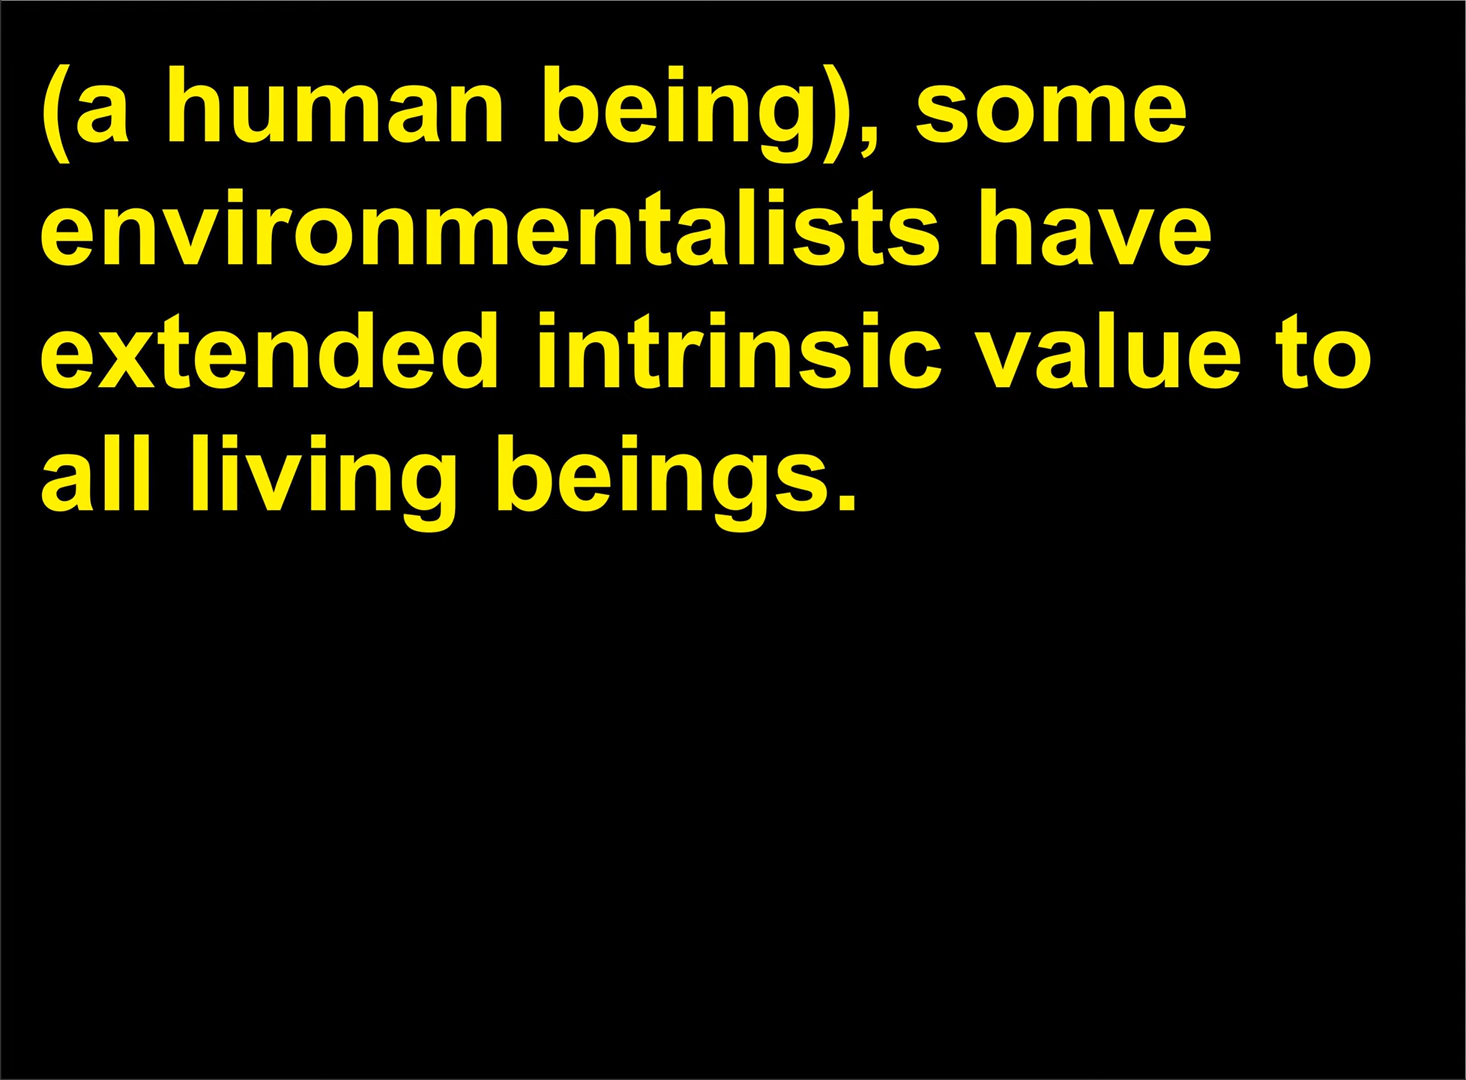 (a human being), some
environmentalists have
extended intrinsic value to
all living beings.